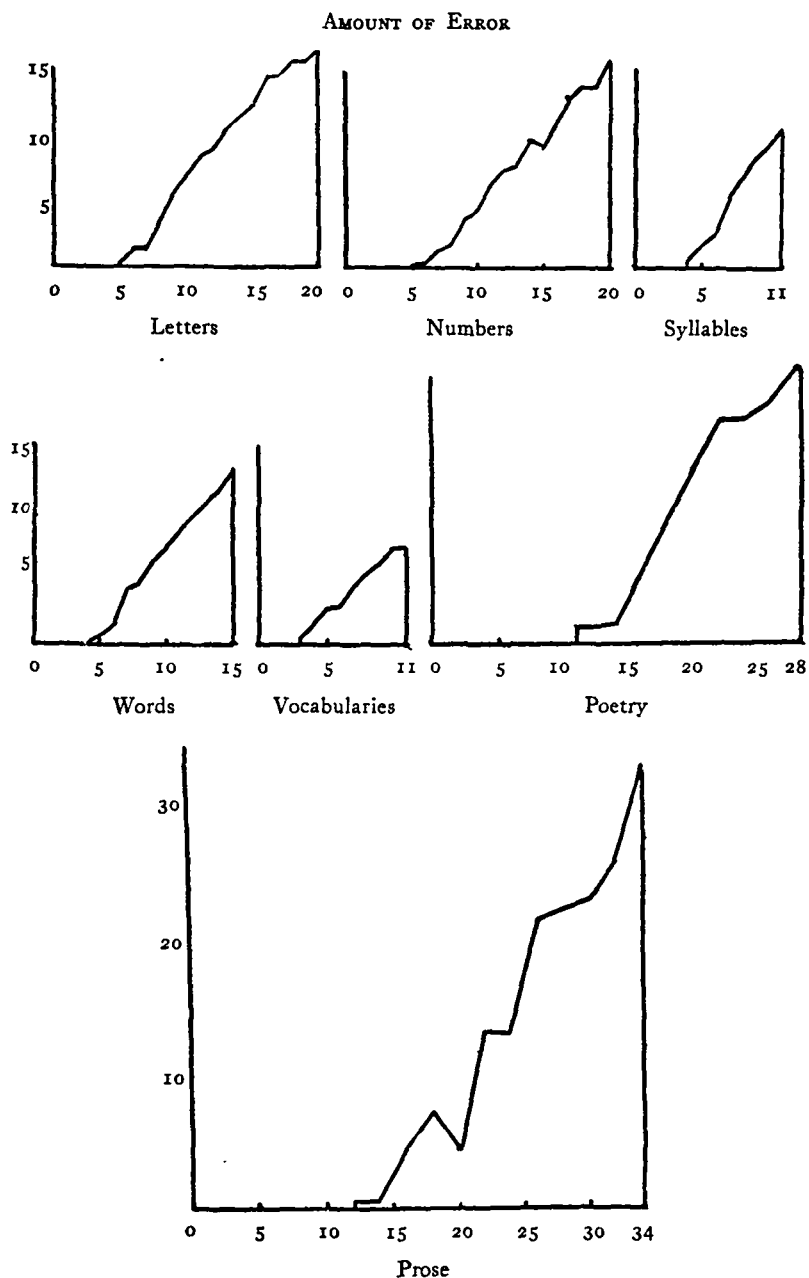 AMOUNT OF ERROR
15
10
5
0 5 10 15 20 0 5 10 15 20 0 5 11
Letters Numbers Syllables
15
10
5
0 5 10 15 0 5 11 0 5 10 15 20 25 28
Words Vocabularies Poetry
30
20
10
0 5 10 15 20 25 30 34
Prose